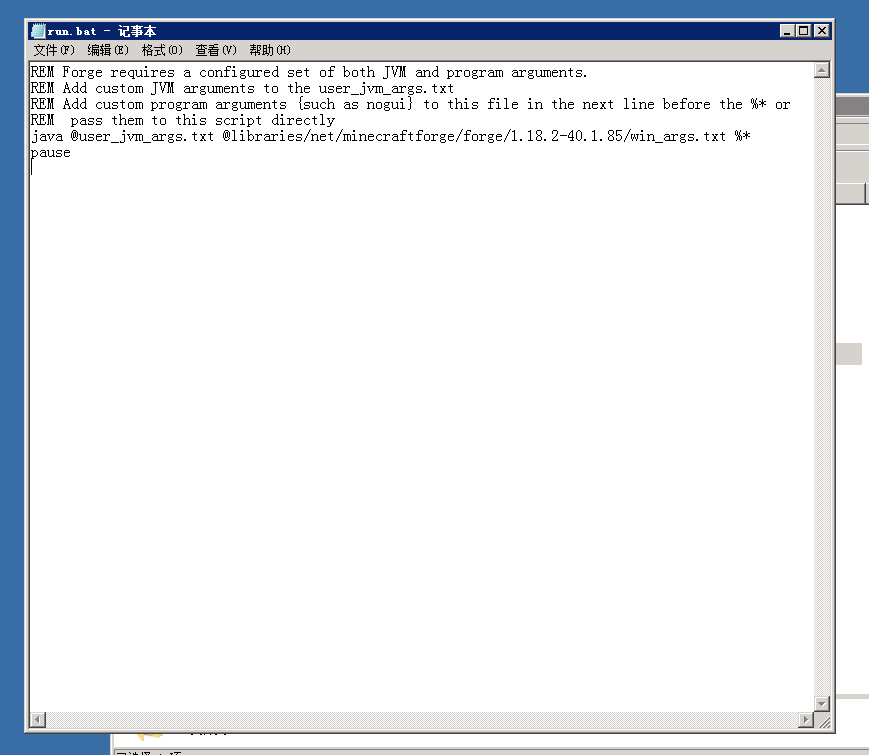 run.bat - 记事本
文件(F) 编辑(E) 格式(O) 查看(V) 帮助(H)
REM Forge requires a configured set of both JVM and program arguments.
REM Add custom JVM arguments to the user_jvm_args.txt
REM Add custom program arguments {such as nogui} to this file in the next line before the %* or
REM  pass them to this script directly
java @user_jvm_args.txt @libraries/net/minecraftforge/forge/1.18.2-40.1.85/win_args.txt %*
pause